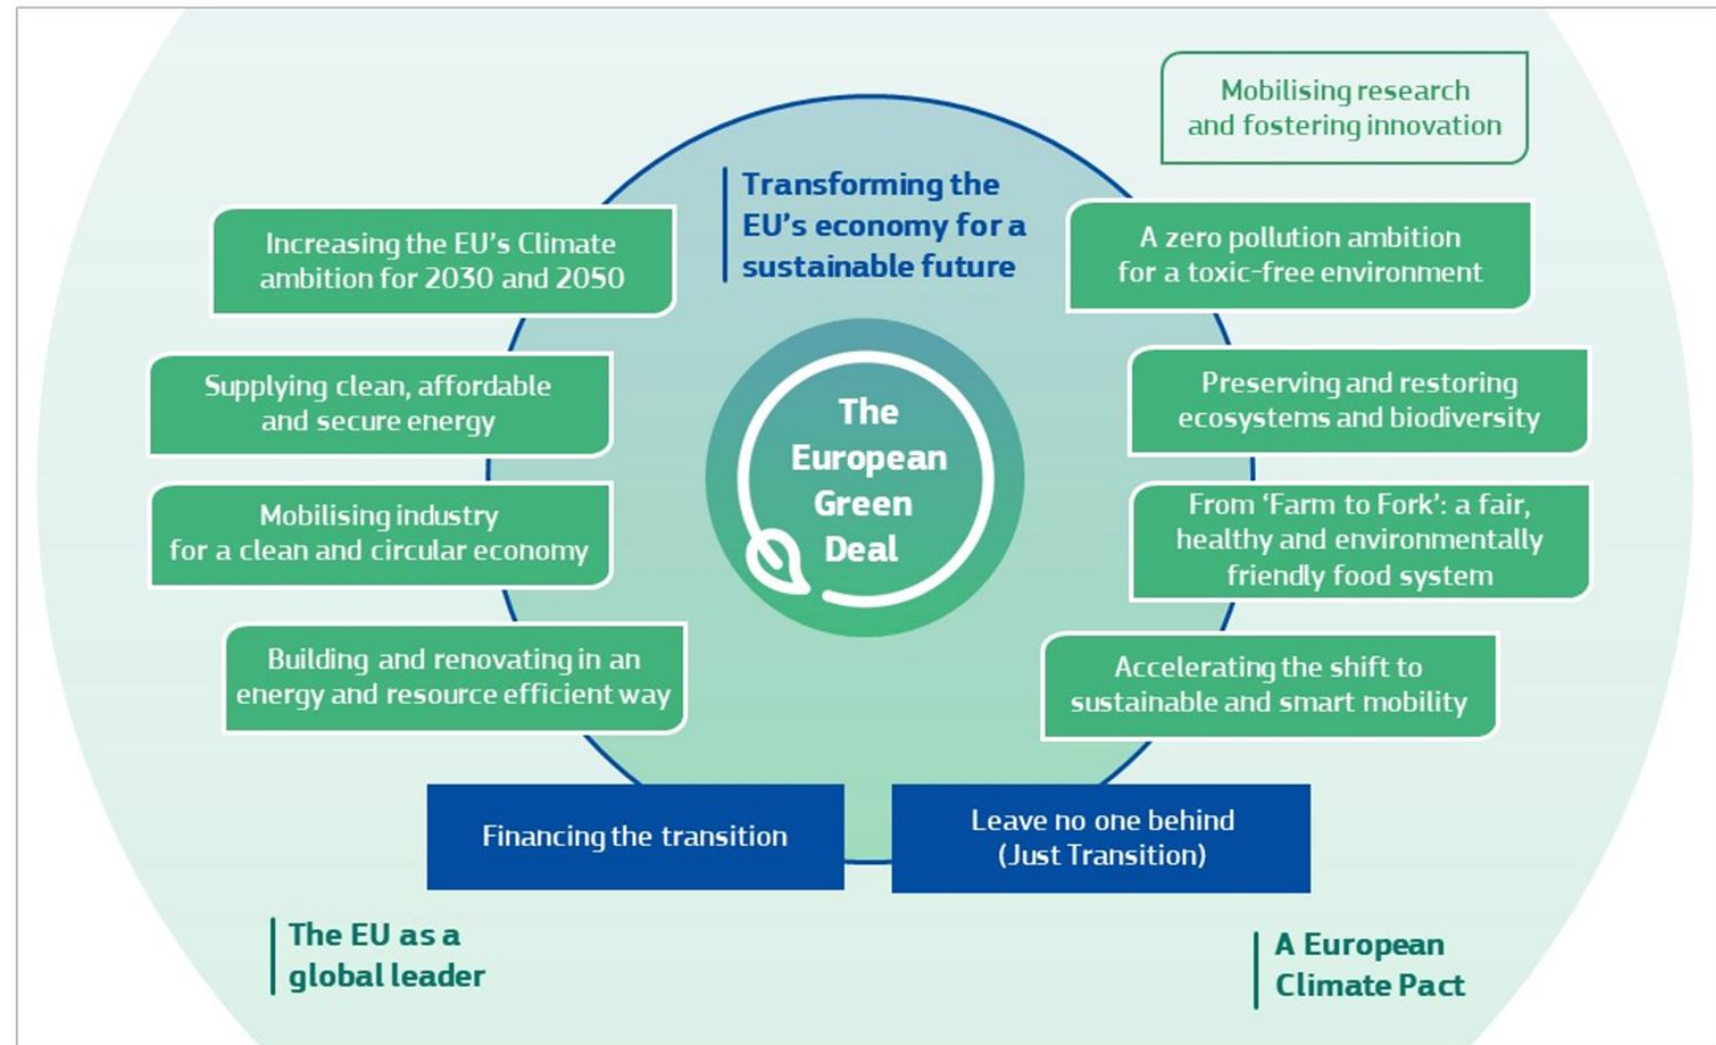 Mobilising research
and fostering innovation
Transforming the
EU's economy for a
sustainable future
Increasing the EU's Climate
ambition for 2030 and 2050
A zero pollution ambition
for a toxic-free environment
Supplying clean, affordable
and secure energy
Preserving and restoring
ecosystems and biodiversity
The
European
Green
Deal
Mobilising industry
for a clean and circular economy
From ‘Farm to Fork’: a fair,
healthy and environmentally
friendly food system
Building and renovating in an
energy and resource efficient way
Accelerating the shift to
sustainable and smart mobility
Financing the transition
Leave no one behind
(Just Transition)
The EU as a
global leader
A European
Climate Pact